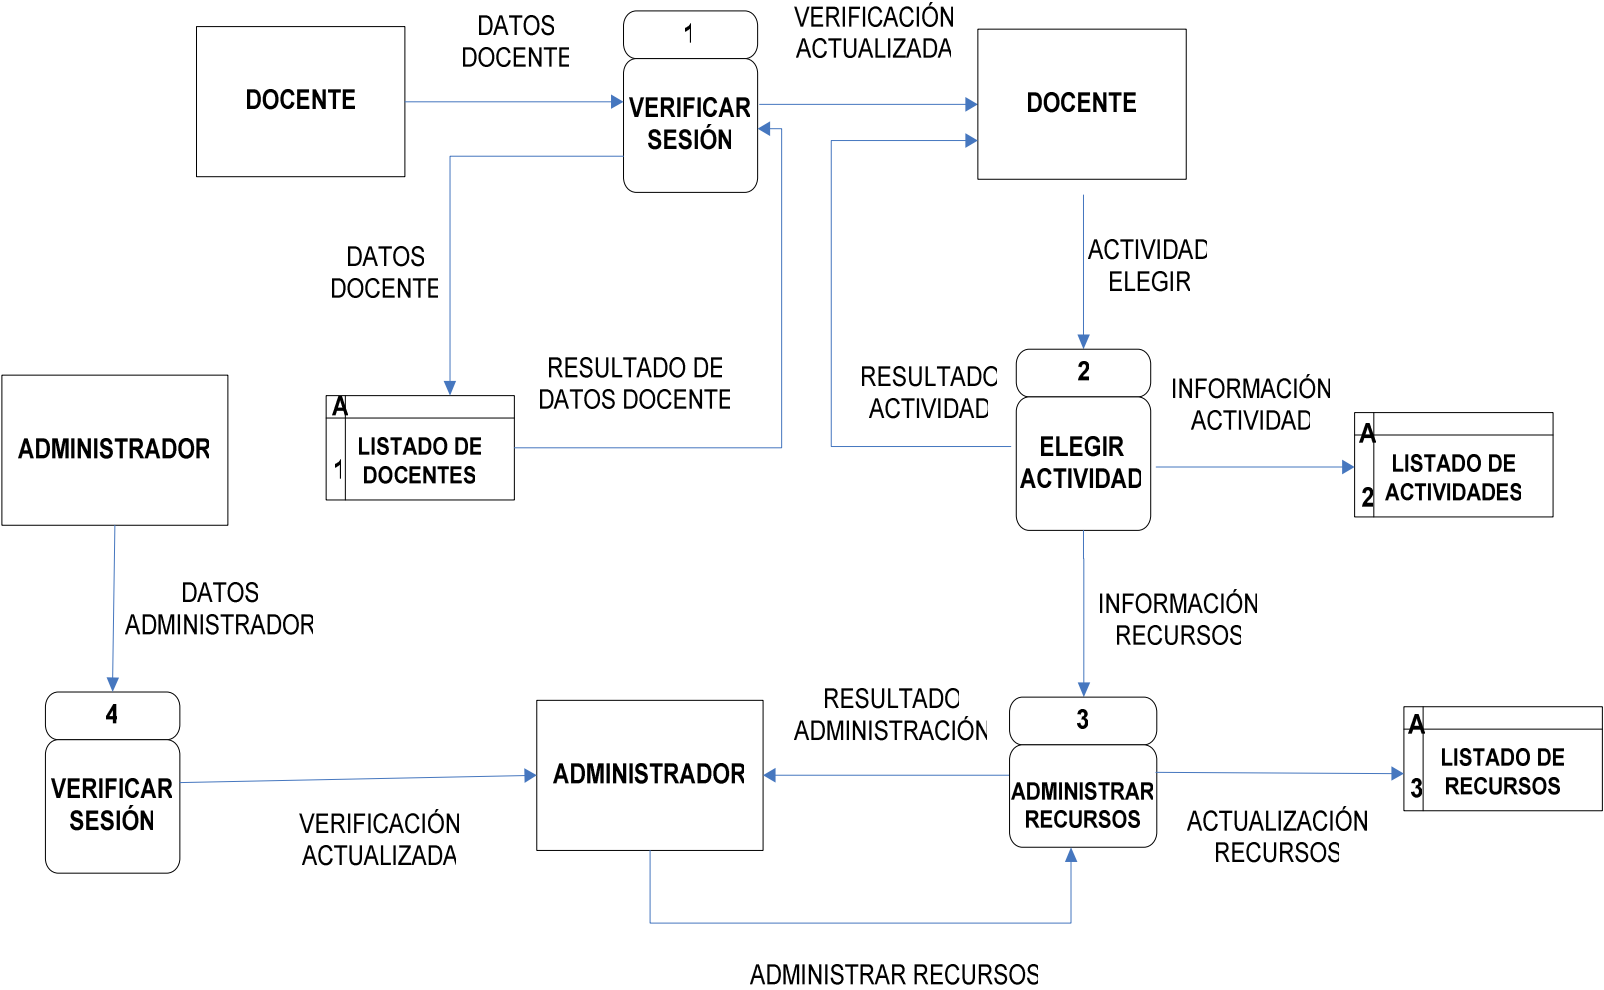 DATOS
DOCENTE
1
VERIFICACIÓN
ACTUALIZADA
DOCENTE
VERIFICAR
SESIÓN
DOCENTE
DATOS
DOCENTE
ACTIVIDAD
ELEGIR
RESULTADO DE
DATOS DOCENTE
RESULTADO
ACTIVIDAD
2
INFORMACIÓN
ACTIVIDAD
ADMINISTRADOR
A
1
LISTADO DE
DOCENTES
ELEGIR
ACTIVIDAD
A
2
LISTADO DE
ACTIVIDADES
DATOS
ADMINISTRADOR
INFORMACIÓN
RECURSOS
4
VERIFICAR
SESIÓN
RESULTADO
ADMINISTRACIÓN
3
ADMINISTRAR
RECURSOS
A
3
LISTADO DE
RECURSOS
ADMINISTRADOR
VERIFICACIÓN
ACTUALIZADA
ACTUALIZACIÓN
RECURSOS
ADMINISTRAR RECURSOS